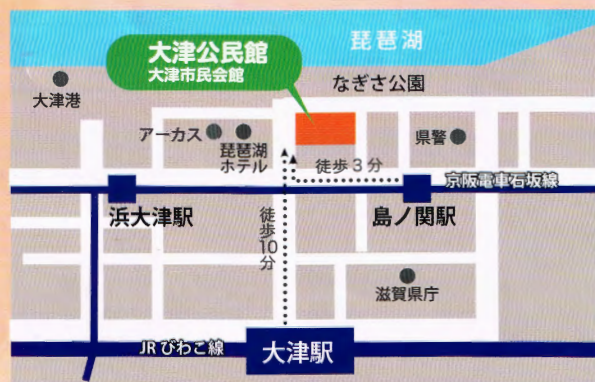 琵琶湖
大津公民館
大津市民会館
なぎさ公園
大津港
アーカス
琵琶湖
ホテル
県警
徒歩3分
京阪電車石坂線
浜大津駅
島ノ関駅
徒歩10分
滋賀県庁
JRびわこ線
大津駅